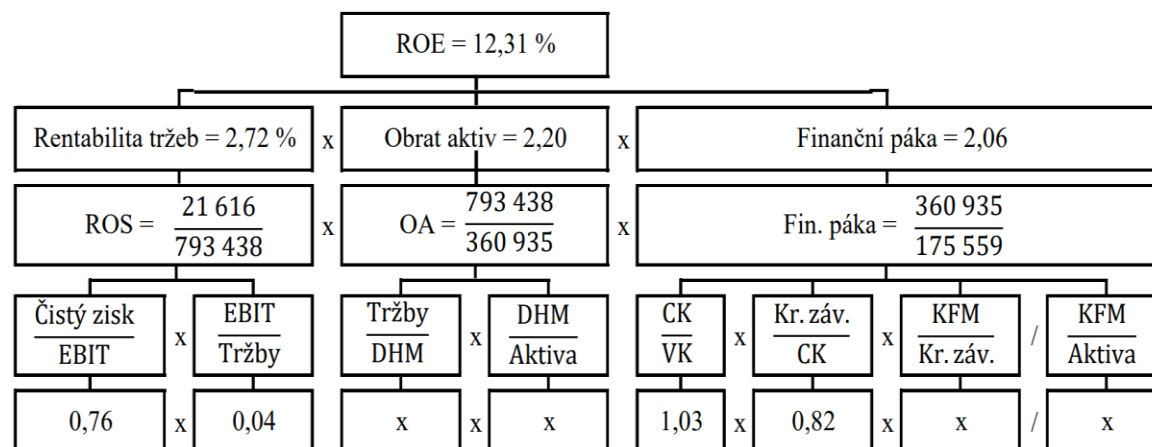 ROE = 12,31 %
Rentabilita tržeb = 2,72 % x Obrat aktiv = 2,20 x Finanční páka = 2,06
ROS = 21 616 / 793 438 x OA = 793 438 / 360 935 x Fin. páka = 360 935 / 175 559
Čistý zisk / EBIT x EBIT / Tržby Tržby / DHM x DHM / Aktiva CK / VK x Kr. záv. / CK x KFM / Kr. záv. / KFM / Aktiva
0,76 x 0,04 x x x 1,03 x 0,82 x x / x